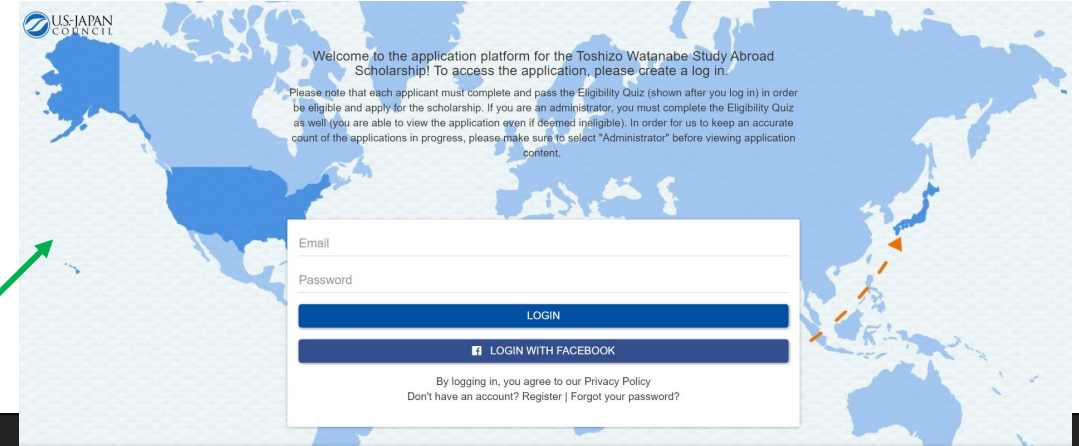 U.S.-JAPAN
COUNCIL
Welcome to the application platform for the Toshizo Watanabe Study Abroad
Scholarship! To access the application, please create a log in.
Please note that each applicant must complete and pass the Eligibility Quiz (shown after you log in) in order
be eligible and apply for the scholarship. If you are an administrator, you must complete the Eligibility Quiz
as well (you are able to view the application even if deemed ineligible). In order for us to keep an accurate
count of the applications in progress, please make sure to select "Administrator" before viewing application
content.
Email
Password
LOGIN
LOGIN WITH FACEBOOK
By logging in, you agree to our Privacy Policy
Don't have an account? Register | Forgot your password?